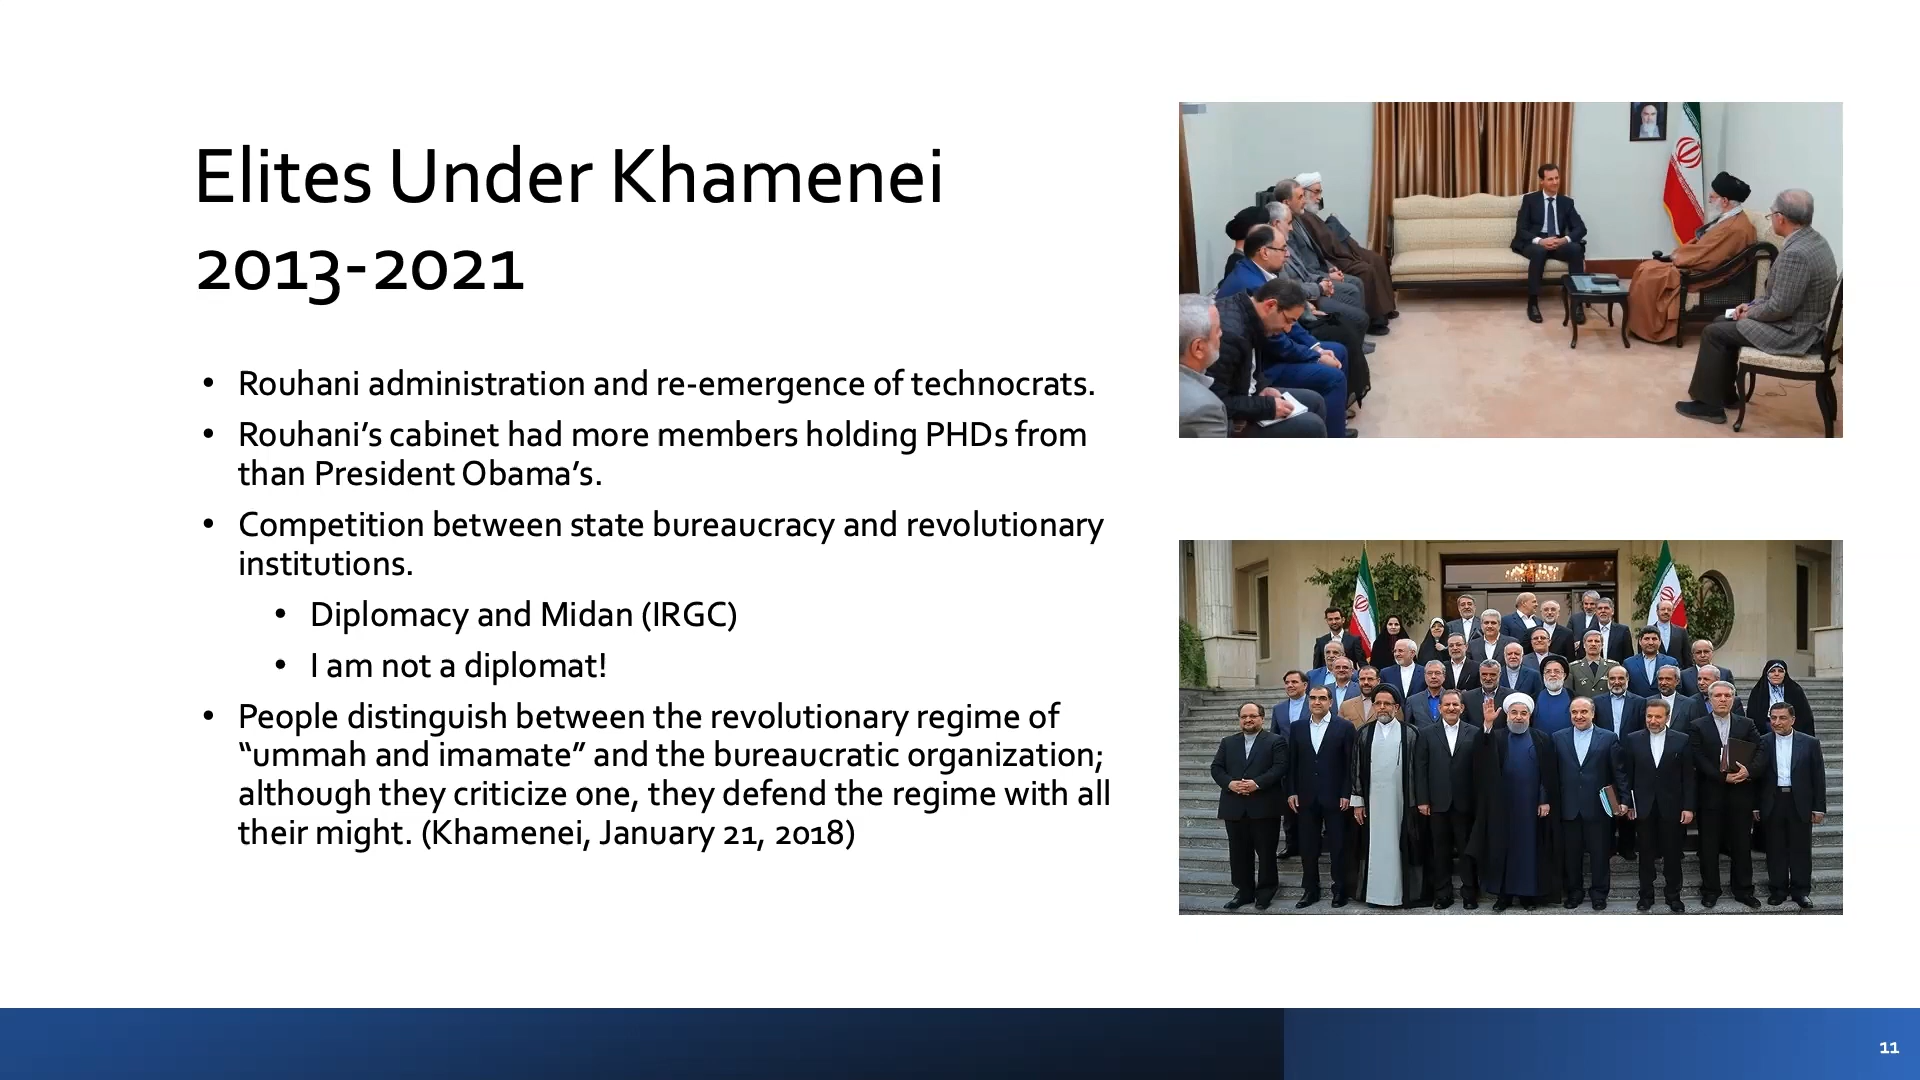 Elites Under Khamenei
2013-2021
• Rouhani administration and re-emergence of technocrats.
• Rouhani’s cabinet had more members holding PHDs from
than President Obama’s.
• Competition between state bureaucracy and revolutionary
institutions.
• Diplomacy and Midan (IRGC)
• I am not a diplomat!
• People distinguish between the revolutionary regime of
“ummah and imamate” and the bureaucratic organization;
although they criticize one, they defend the regime with all
their might. (Khamenei, January 21, 2018)
11